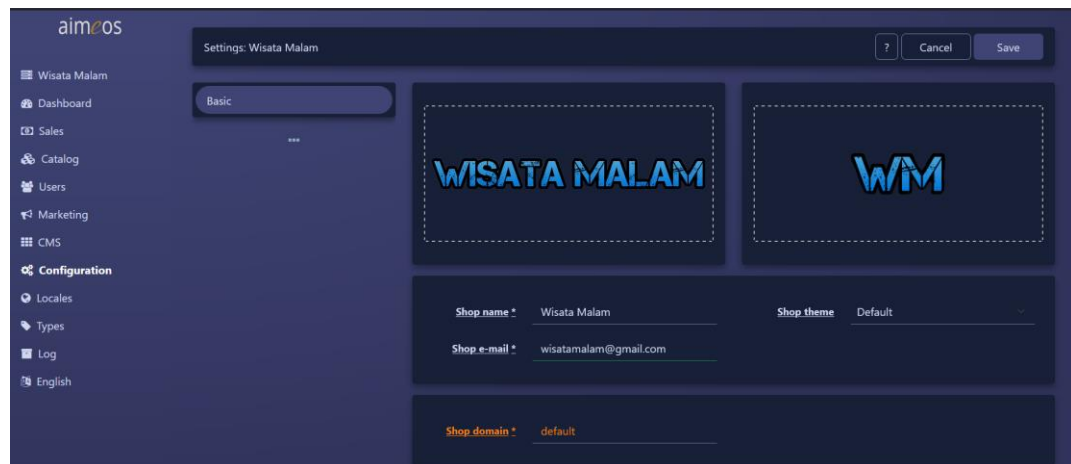 aimeos
Wisata Malam
Dashboard
Sales
Catalog
Users
Marketing
CMS
Configuration
Locales
Types
Log
English
Settings: Wisata Malam
?
Cancel
Save
Basic
WISATA MALAM
WM
Shop name * Wisata Malam
Shop theme Default
Shop e-mail * wisatamalam@gmail.com
Shop domain * default